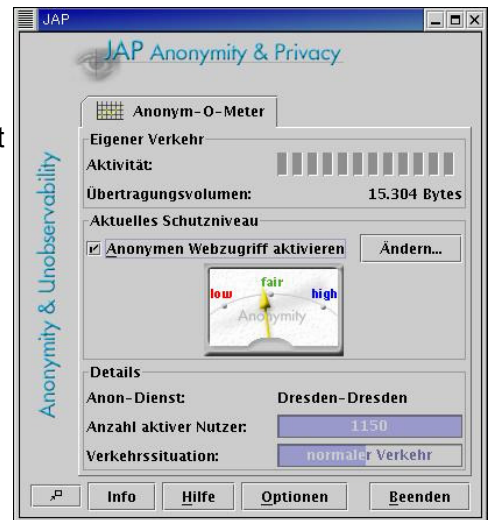 JAP
JAP Anonymity & Privacy
Anonymity & Unobservability
Anonym-O-Meter
Eigener Verkehr
Aktivität:
Übertragungsvolumen: 15.304 Bytes
Aktuelles Schutzniveau
Anonymen Webzugriff aktivieren Ändern...
low fair high
Anonymity
Details
Anon-Dienst: Dresden-Dresden
Anzahl aktiver Nutzer: 1150
Verkehrssituation: normaler Verkehr
Info Hilfe Optionen Beenden
t